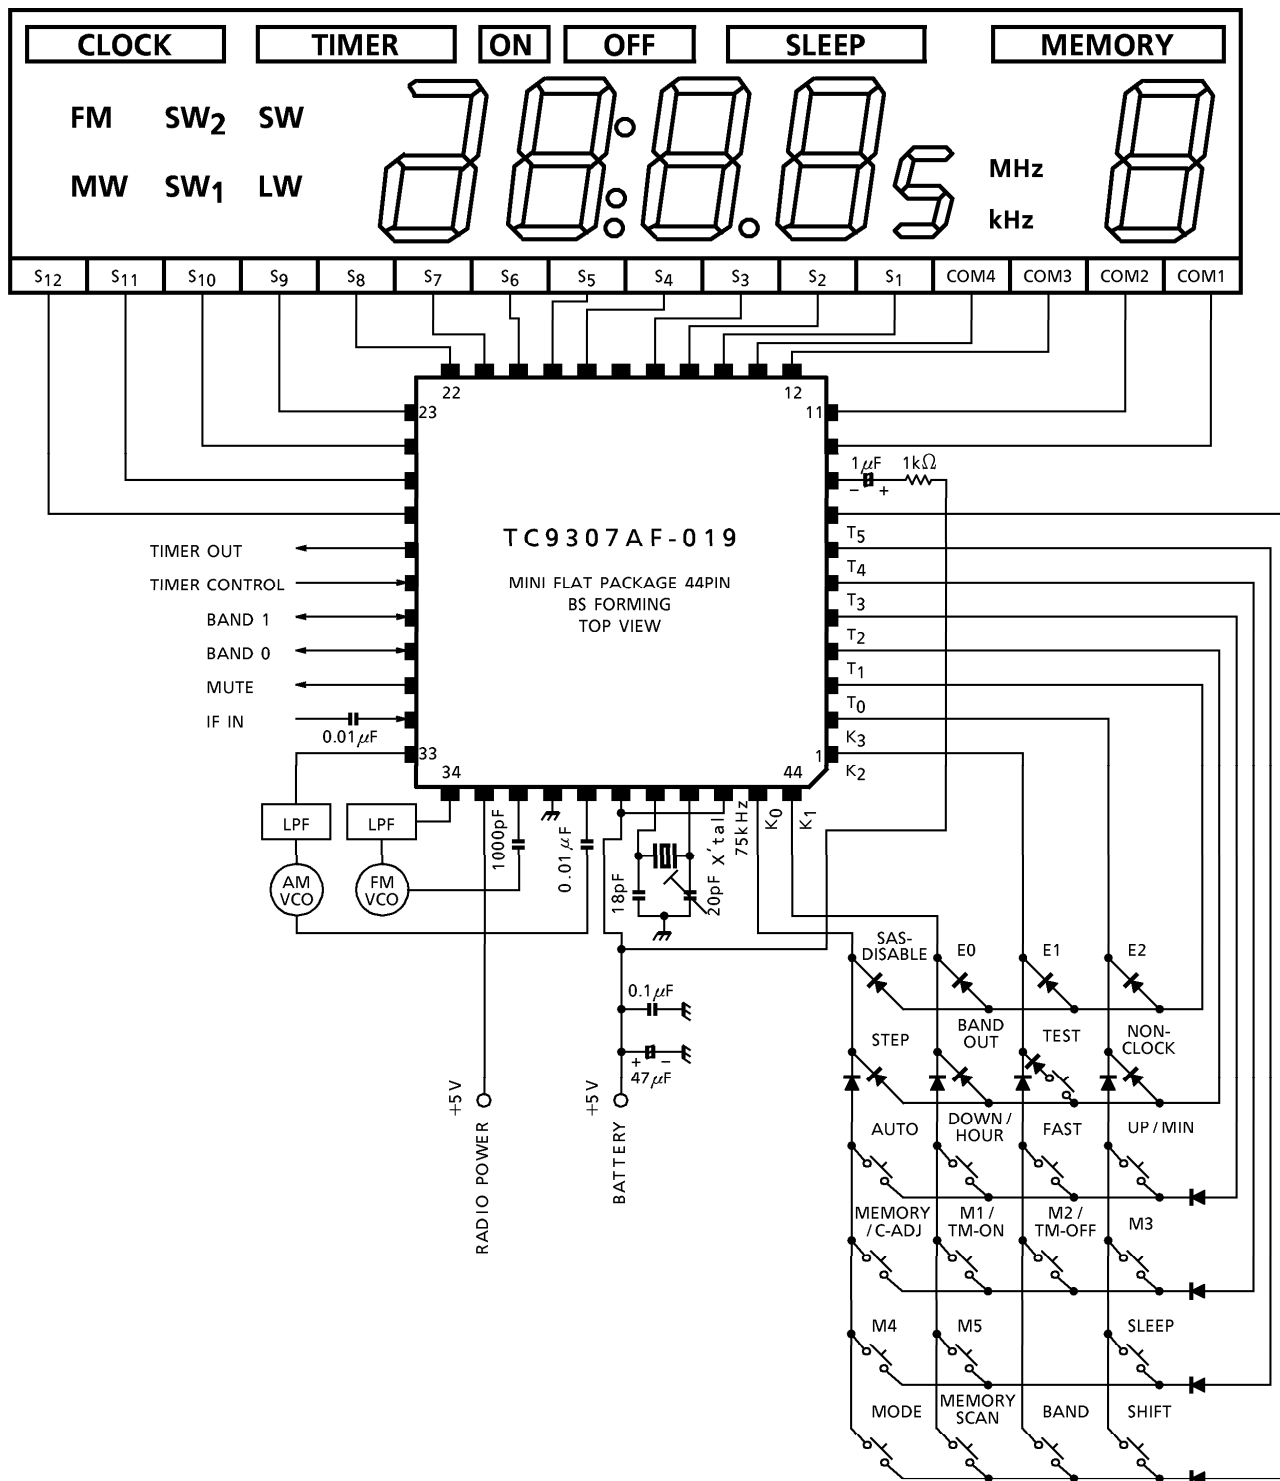 CLOCK TIMER ON OFF SLEEP MEMORY
FM SW2 SW
MW SW1 LW
MHz
kHz
S12 S11 S10 S9 S8 S7 S6 S5 S4 S3 S2 S1 COM4 COM3 COM2 COM1
22 12
23 11
1μF 1kΩ
− +
TC9307AF-019
MINI FLAT PACKAGE 44PIN
BS FORMING
TOP VIEW
TIMER OUT
TIMER CONTROL
BAND 1
BAND 0
MUTE
IF IN
0.01μF
T5
T4
T3
T2
T1
T0
K3
K2
33 1
34 44
LPF LPF
AM VCO
FM VCO
1000pF
0.01μF
18pF
20pF
X'tal
75kHz
K0
K1
0.1μF
+ −
47μF
+5V
RADIO POWER
+5V
BATTERY
SAS-DISABLE E0 E1 E2
STEP BAND OUT TEST NON-CLOCK
AUTO DOWN/HOUR FAST UP/MIN
MEMORY/C-ADJ M1/TM-ON M2/TM-OFF M3
M4 M5 SLEEP
MODE MEMORY SCAN BAND SHIFT